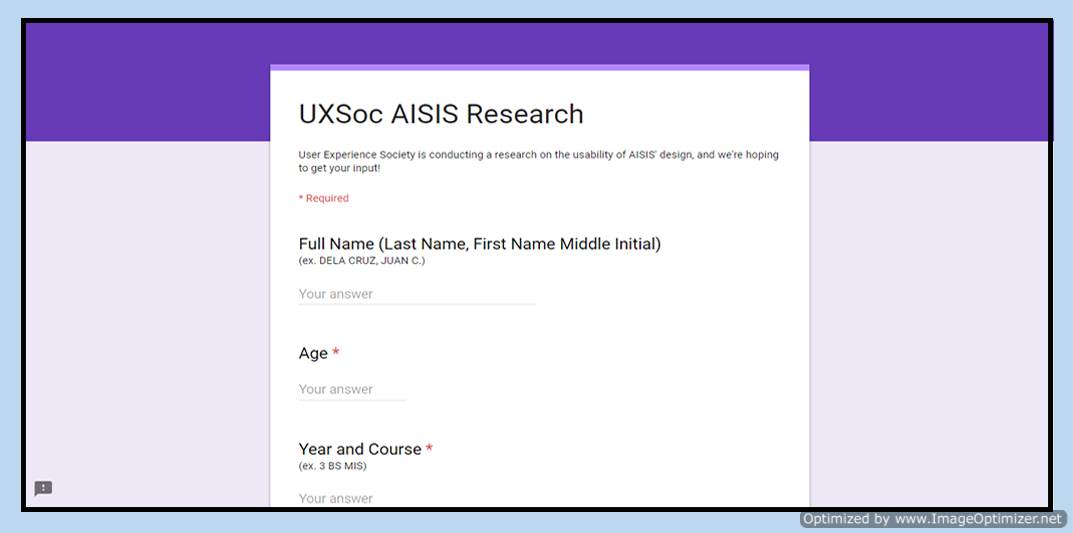 UXSoc AISIS Research
User Experience Society is conducting a research on the usability of AISIS' design, and we're hoping
to get your input!
* Required
Full Name (Last Name, First Name Middle Initial)
(ex. DELA CRUZ, JUAN C.)
Your answer
Age *
Your answer
Year and Course *
(ex. 3 BS MIS)
Your answer
Optimized by www.ImageOptimizer.net